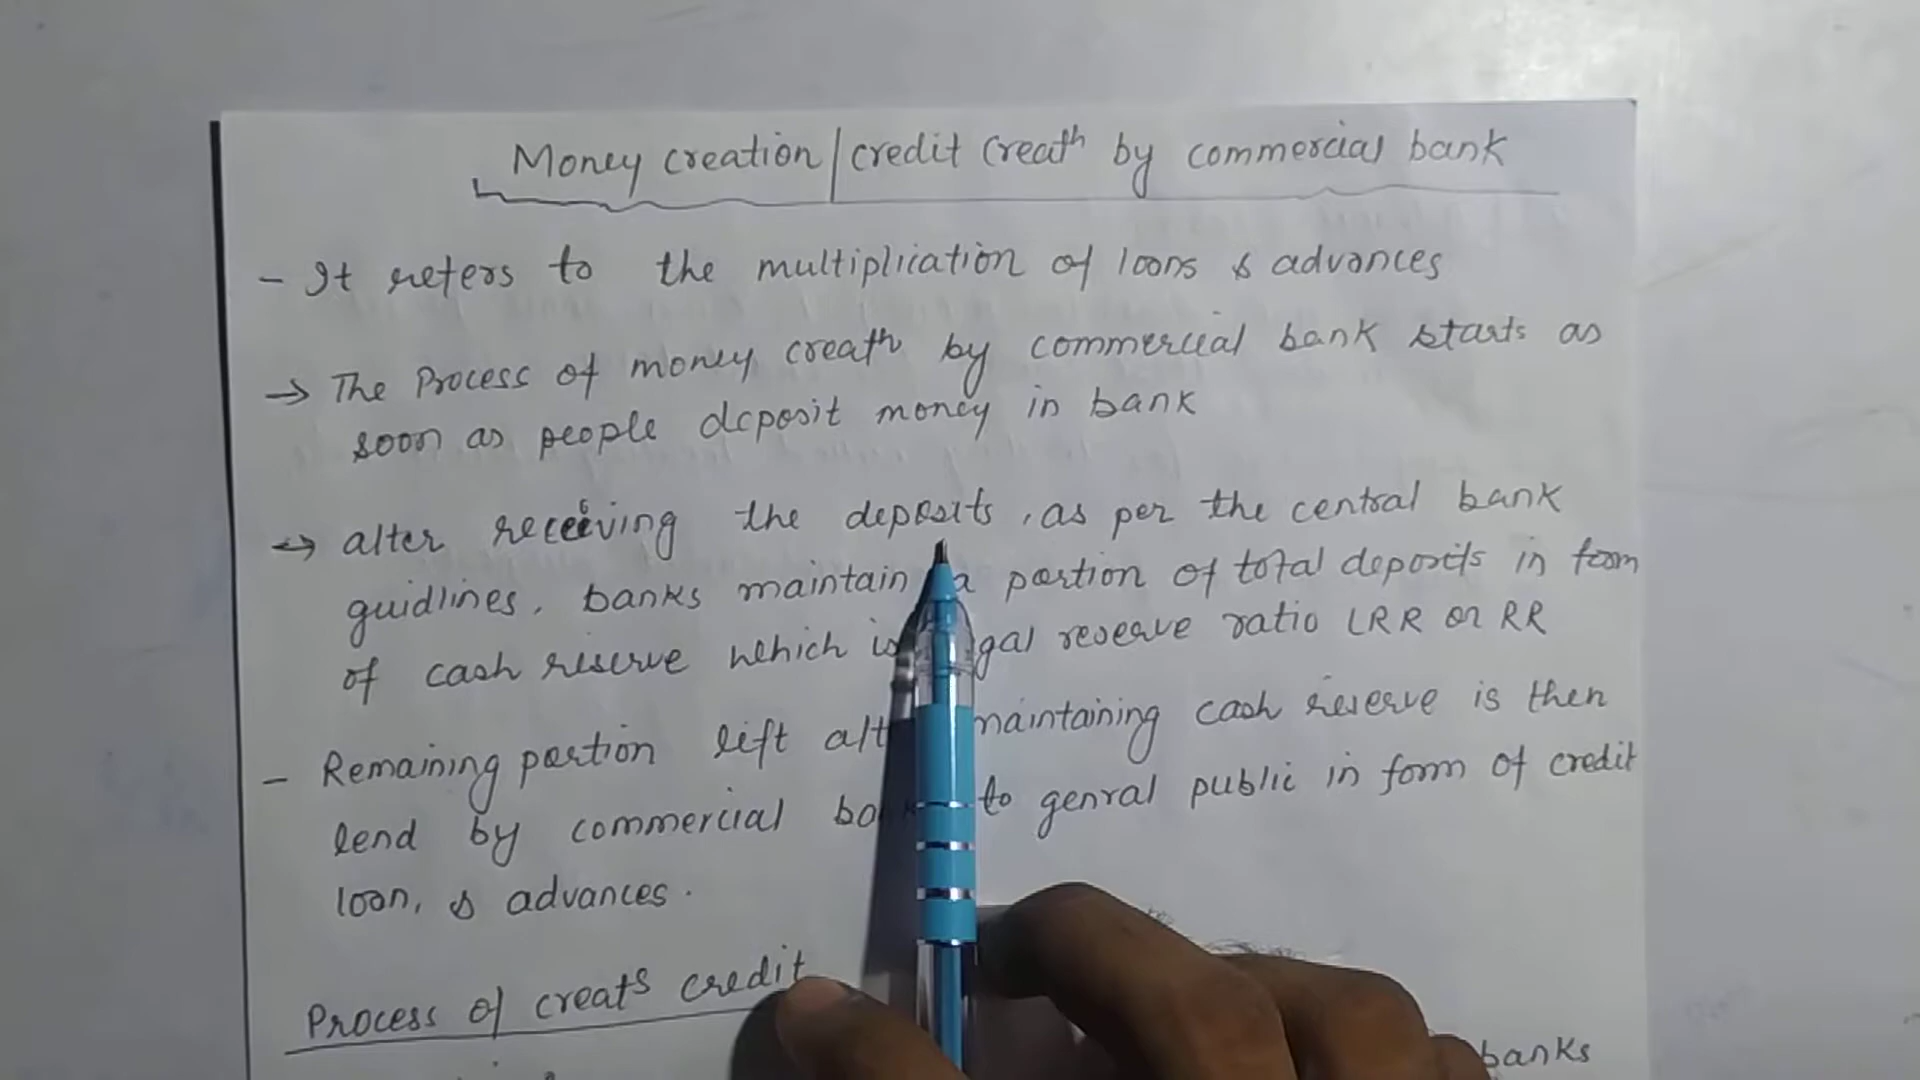 Money creation/credit creatn by commercial bank
- It refers to the multiplication of loans & advances
→ The Process of money creatn by commercial bank starts as
soon as people deposit money in bank
↔ after receiving the deposits, as per the central bank
guidlines, banks maintain a portion of total deposits in form
of cash reserve which is reserve ratio LRR or RR
- Remaining portion left maintaining cash reserve is then
lend by commercial to genral public in form of credit
loan, & advances.
Process of creats credit
banks